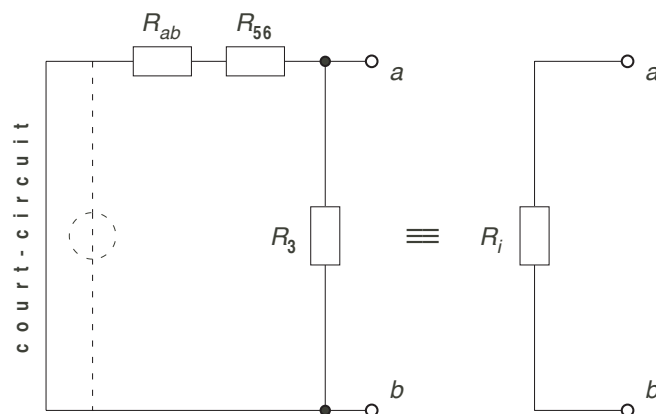 R_ab R_56
a a
court-circuit
R_3 ≡ R_i
b b